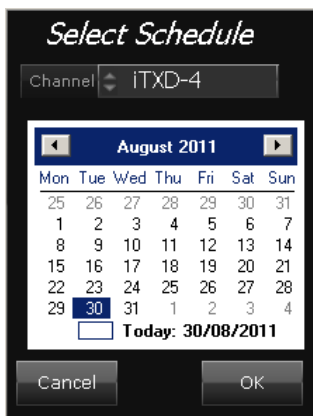 Select Schedule
Channel iTXD-4
August 2011
Mon Tue Wed Thu Fri Sat Sun
25 26 27 28 29 30 31
1 2 3 4 5 6 7
8 9 10 11 12 13 14
15 16 17 18 19 20 21
22 23 24 25 26 27 28
29 30 31 1 2 3 4
Today: 30/08/2011
Cancel OK